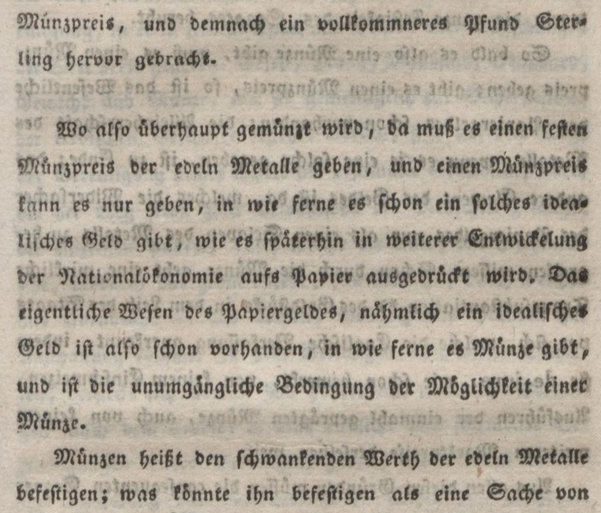 Münzpreis, und demnach ein vollkommneres Pfund Ster-
ling hervor gebracht.
Wo also überhaupt gemünzt wird, da muß es einen festen
Münzpreis der edeln Metalle geben, und einen Münzpreis
kann es nur geben, in wie ferne es schon ein solches idea-
lisches Geld gibt, wie es späterhin in weiterer Entwickelung
der Nationalökonomie aufs Papier ausgedrückt wird. Das
eigentliche Wesen des Papiergeldes, nähmlich ein idealisches
Geld ist also schon vorhanden, in wie ferne es Münze gibt,
und ist die unumgängliche Bedingung der Möglichkeit einer
Münze.
Münzen heißt den schwankenden Werth der edeln Metalle
befestigen; was könnte ihn befestigen als eine Sache von